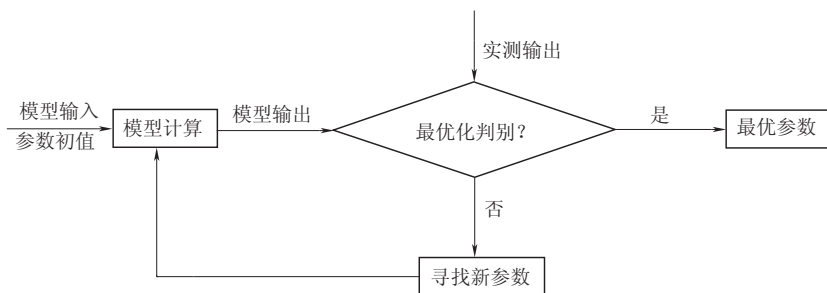 实测输出
模型输入
参数初值
模型计算
模型输出
最优化判别?
是
最优参数
否
寻找新参数